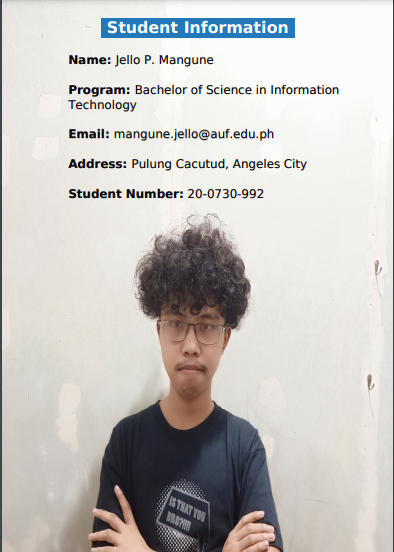 Student Information
Name: Jello P. Mangune
Program: Bachelor of Science in Information
Technology
Email: mangune.jello@auf.edu.ph
Address: Pulung Cacutud, Angeles City
Student Number: 20-0730-992
IS THAT YOU
BRO?!!!